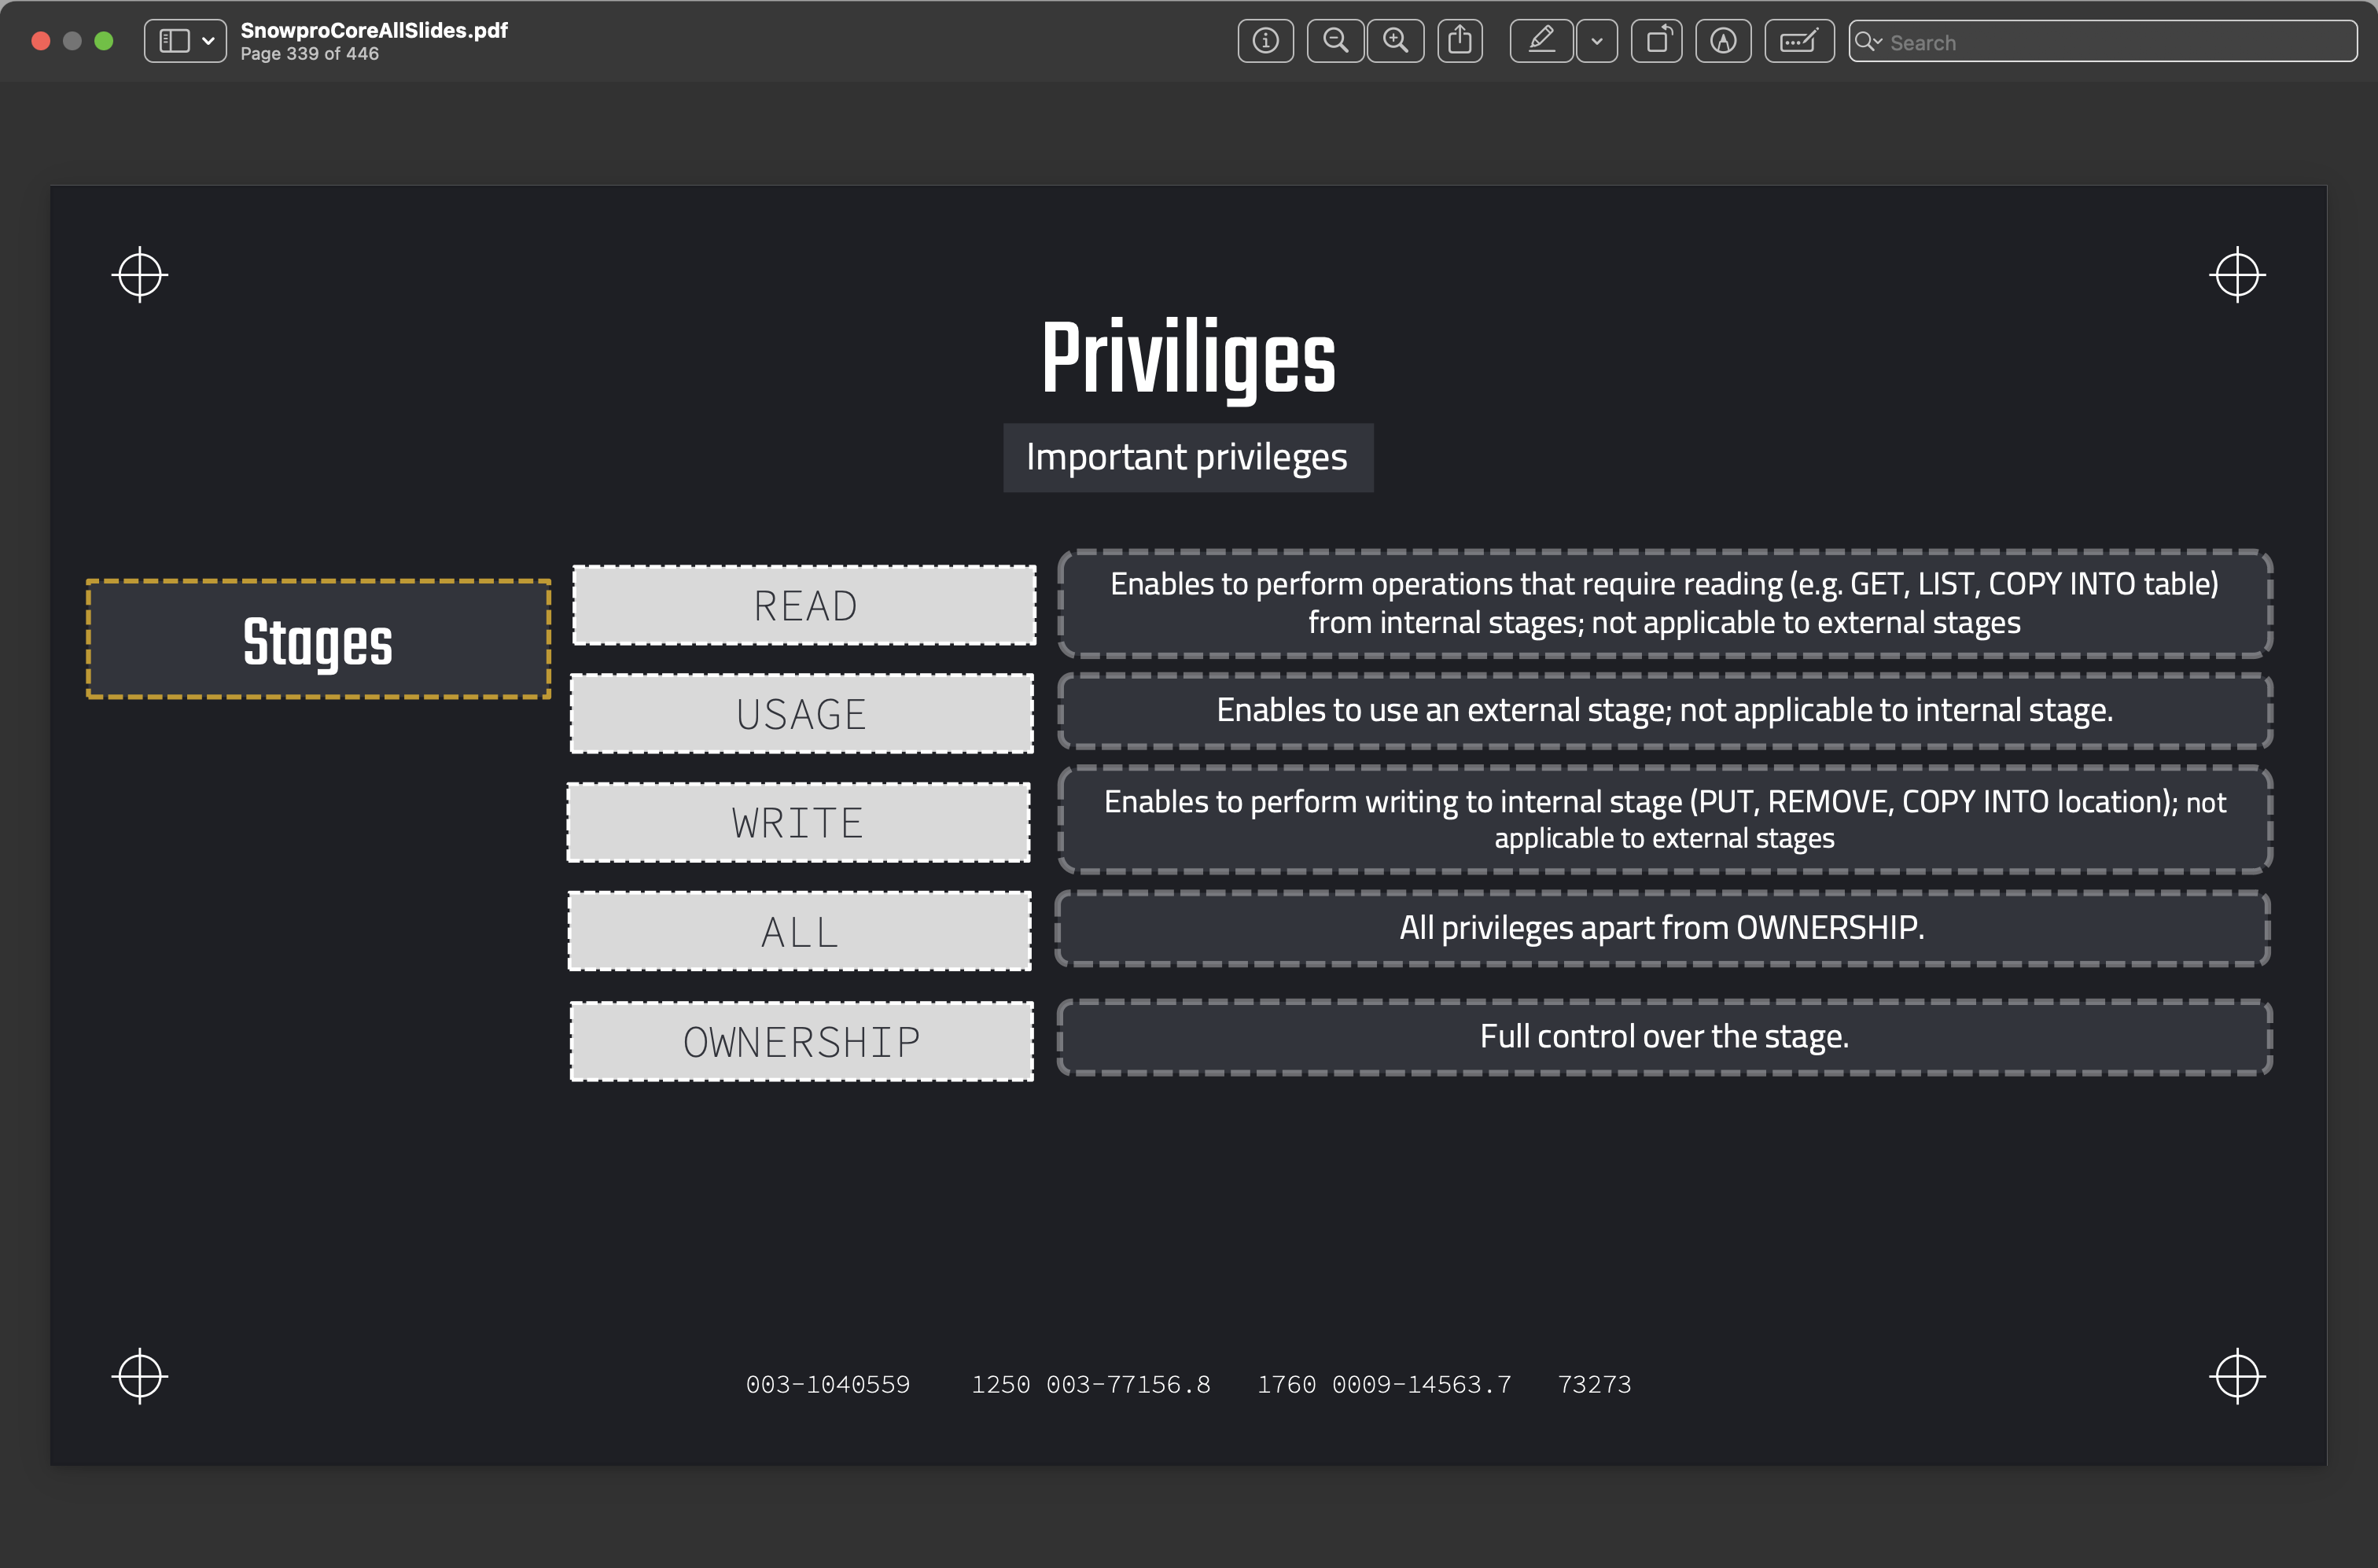 SnowproCoreAllSlides.pdf
Page 339 of 446
Search
Priviliges
Important privileges
Stages
READ
Enables to perform operations that require reading (e.g. GET, LIST, COPY INTO table)
from internal stages; not applicable to external stages
USAGE
Enables to use an external stage; not applicable to internal stage.
WRITE
Enables to perform writing to internal stage (PUT, REMOVE, COPY INTO location); not
applicable to external stages
ALL
All privileges apart from OWNERSHIP.
OWNERSHIP
Full control over the stage.
003-1040559 1250 003-77156.8 1760 0009-14563.7 73273